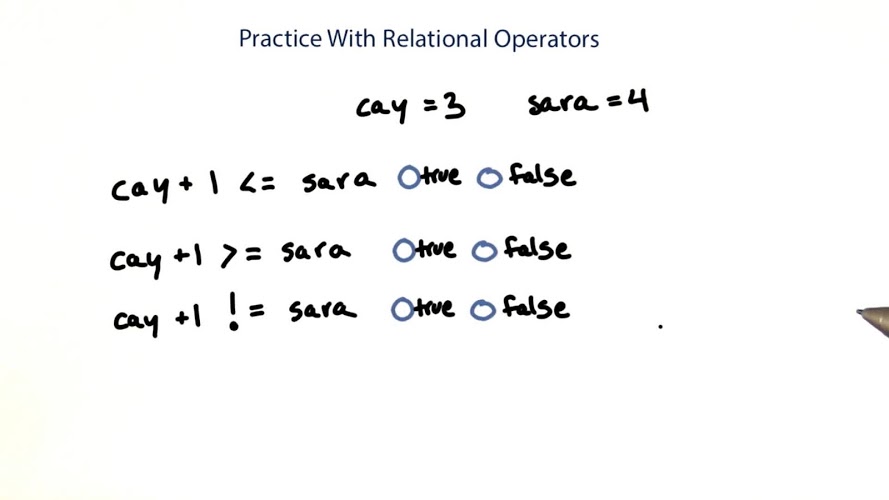 Practice With Relational Operators
cay = 3 sara = 4
cay + 1 <= sara true false
cay +1 >= sara true false
cay +1 != sara true false